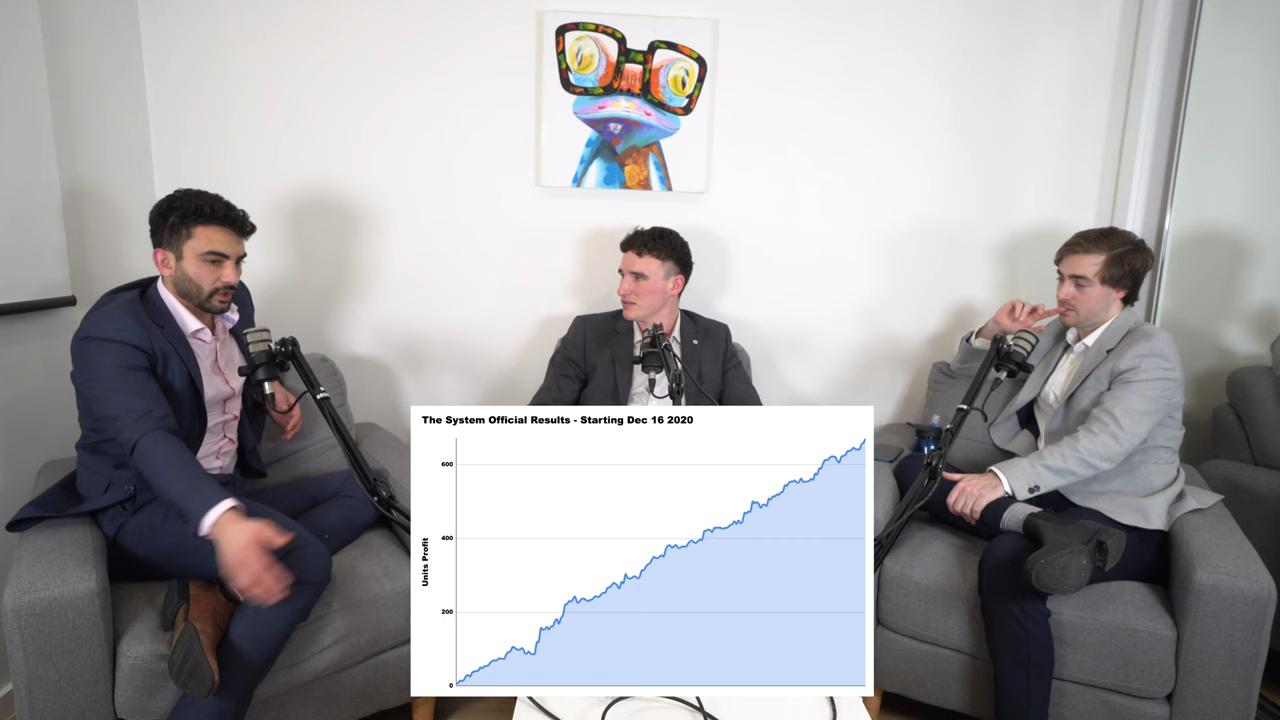 The System Official Results - Starting Dec 16 2020
600
400
200
0
Units Profit